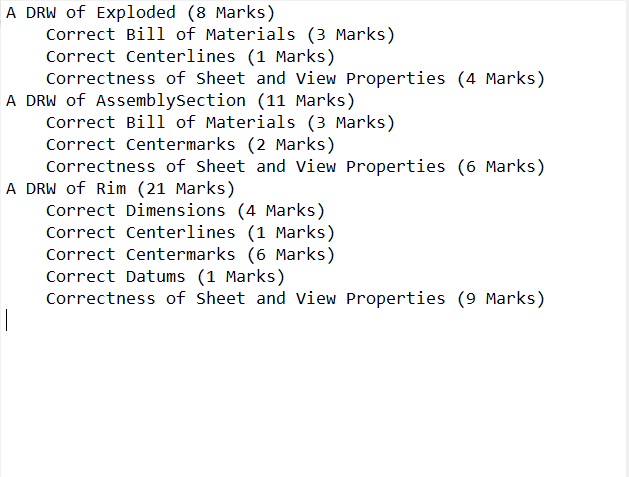 A DRW of Exploded (8 Marks)
    Correct Bill of Materials (3 Marks)
    Correct Centerlines (1 Marks)
    Correctness of Sheet and View Properties (4 Marks)
A DRW of AssemblySection (11 Marks)
    Correct Bill of Materials (3 Marks)
    Correct Centermarks (2 Marks)
    Correctness of Sheet and View Properties (6 Marks)
A DRW of Rim (21 Marks)
    Correct Dimensions (4 Marks)
    Correct Centerlines (1 Marks)
    Correct Centermarks (6 Marks)
    Correct Datums (1 Marks)
    Correctness of Sheet and View Properties (9 Marks)